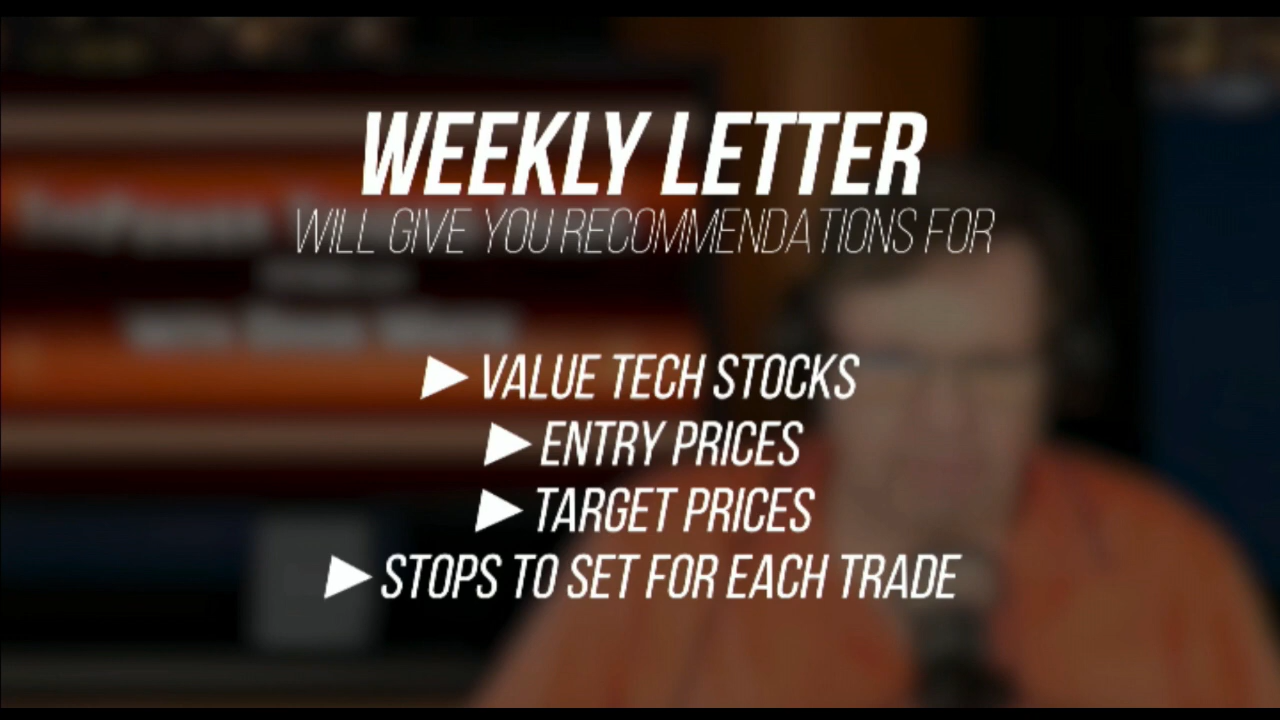 WEEKLY LETTER
WILL GIVE YOU RECOMMENDATIONS FOR
▶ VALUE TECH STOCKS
▶ ENTRY PRICES
▶ TARGET PRICES
▶ STOPS TO SET FOR EACH TRADE